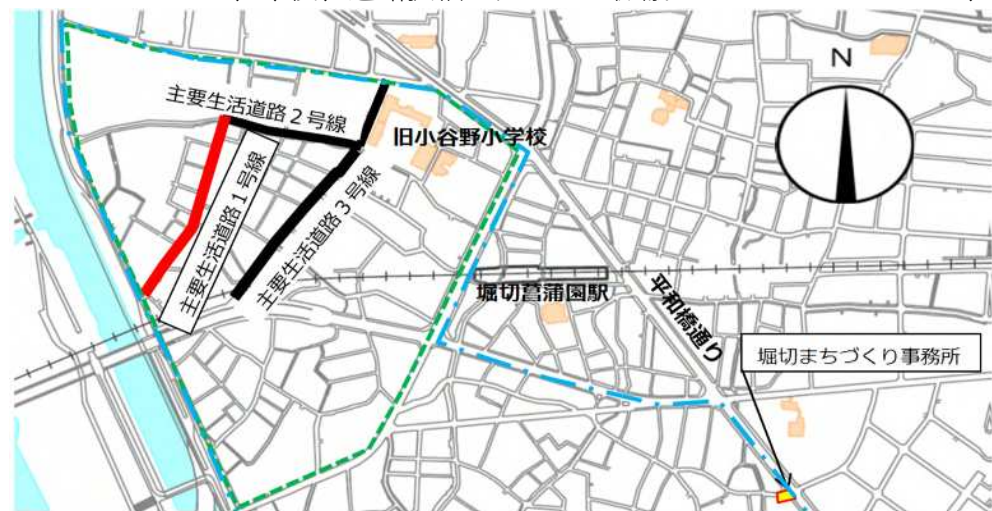 N
主要生活道路２号線
旧小谷野小学校
主要生活道路１号線
主要生活道路３号線
堀切菖蒲園駅
平和橋通り
堀切まちづくり事務所